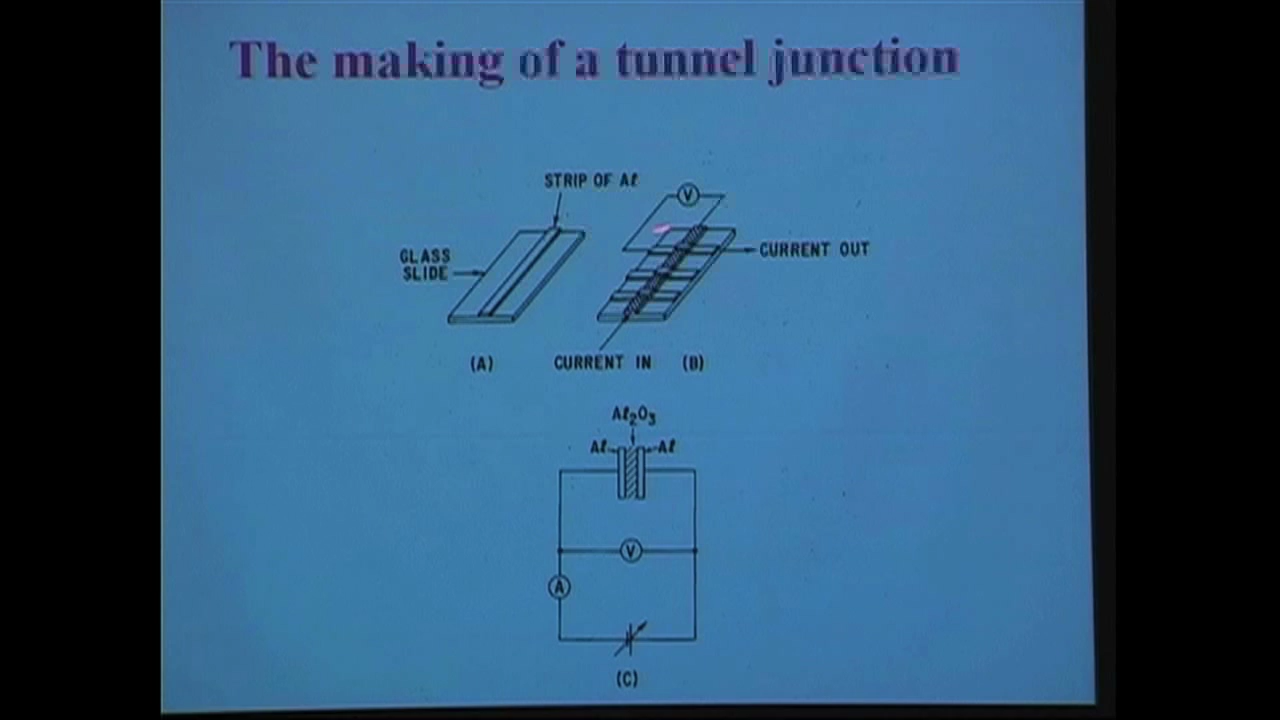 The making of a tunnel junction
STRIP OF Aℓ
V
GLASS
SLIDE
CURRENT OUT
(A)
CURRENT IN
(B)
Aℓ₂O₃
Aℓ
Aℓ
V
A
(C)